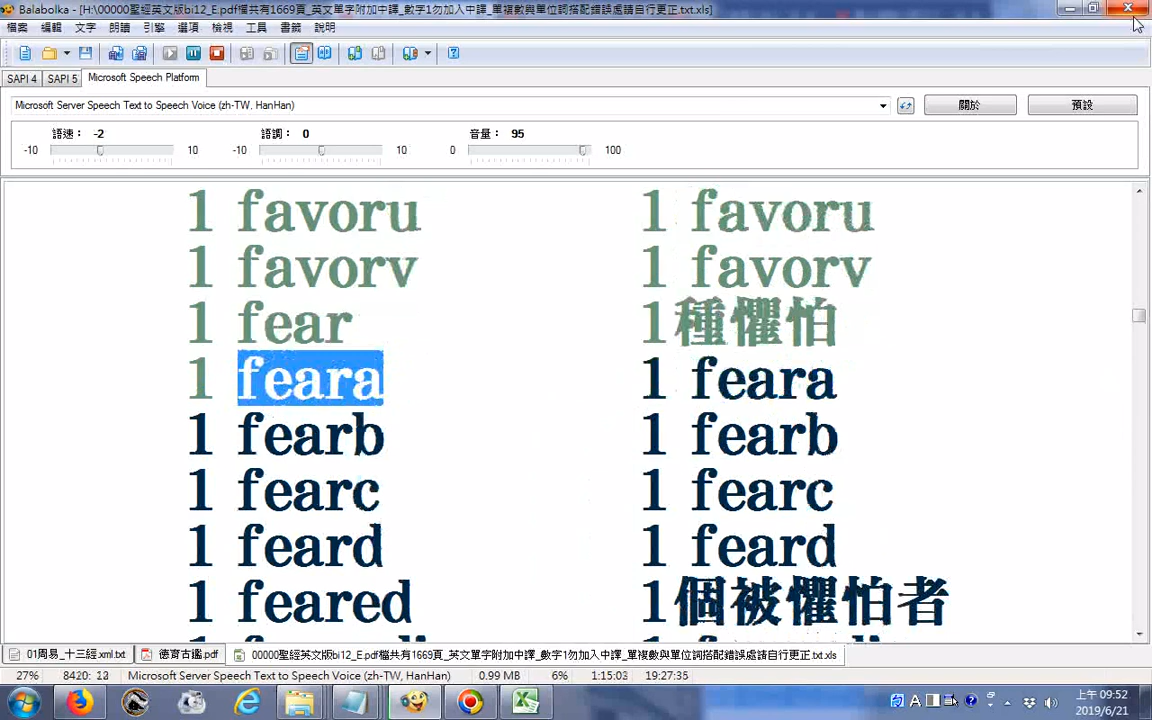 Balabolka - [H:\00000聖經英文版bi12_E.pdf檔共有1669頁_英文單字附加中譯_數字1勿加入中譯_單複數與單位詞搭配錯誤處請自行更正.txt.xls]
檔案 編輯 文字 朗讀 引擎 選項 檢視 工具 書籤 說明
SAPI 4 SAPI 5 Microsoft Speech Platform
Microsoft Server Speech Text to Speech Voice (zh-TW, HanHan) 關於 預設
語速： -2 語調： 0 音量： 95
-10 10 -10 10 0 100
1 favoru 1 favoru
1 favorv 1 favorv
1 fear 1種懼怕
1 feara 1 feara
1 fearb 1 fearb
1 fearc 1 fearc
1 feard 1 feard
1 feared 1個被懼怕者
01周易_十三經.xml.txt 德育古鑑.pdf 00000聖經英文版bi12_E.pdf檔共有1669頁_英文單字附加中譯_數字1勿加入中譯_單複數與單位詞搭配錯誤處請自行更正.txt.xls
27% 8420: 13 Microsoft Server Speech Text to Speech Voice (zh-TW, HanHan) 0.99 MB 6% 1:15:03 19:27:35
上午 09:52
2019/6/21